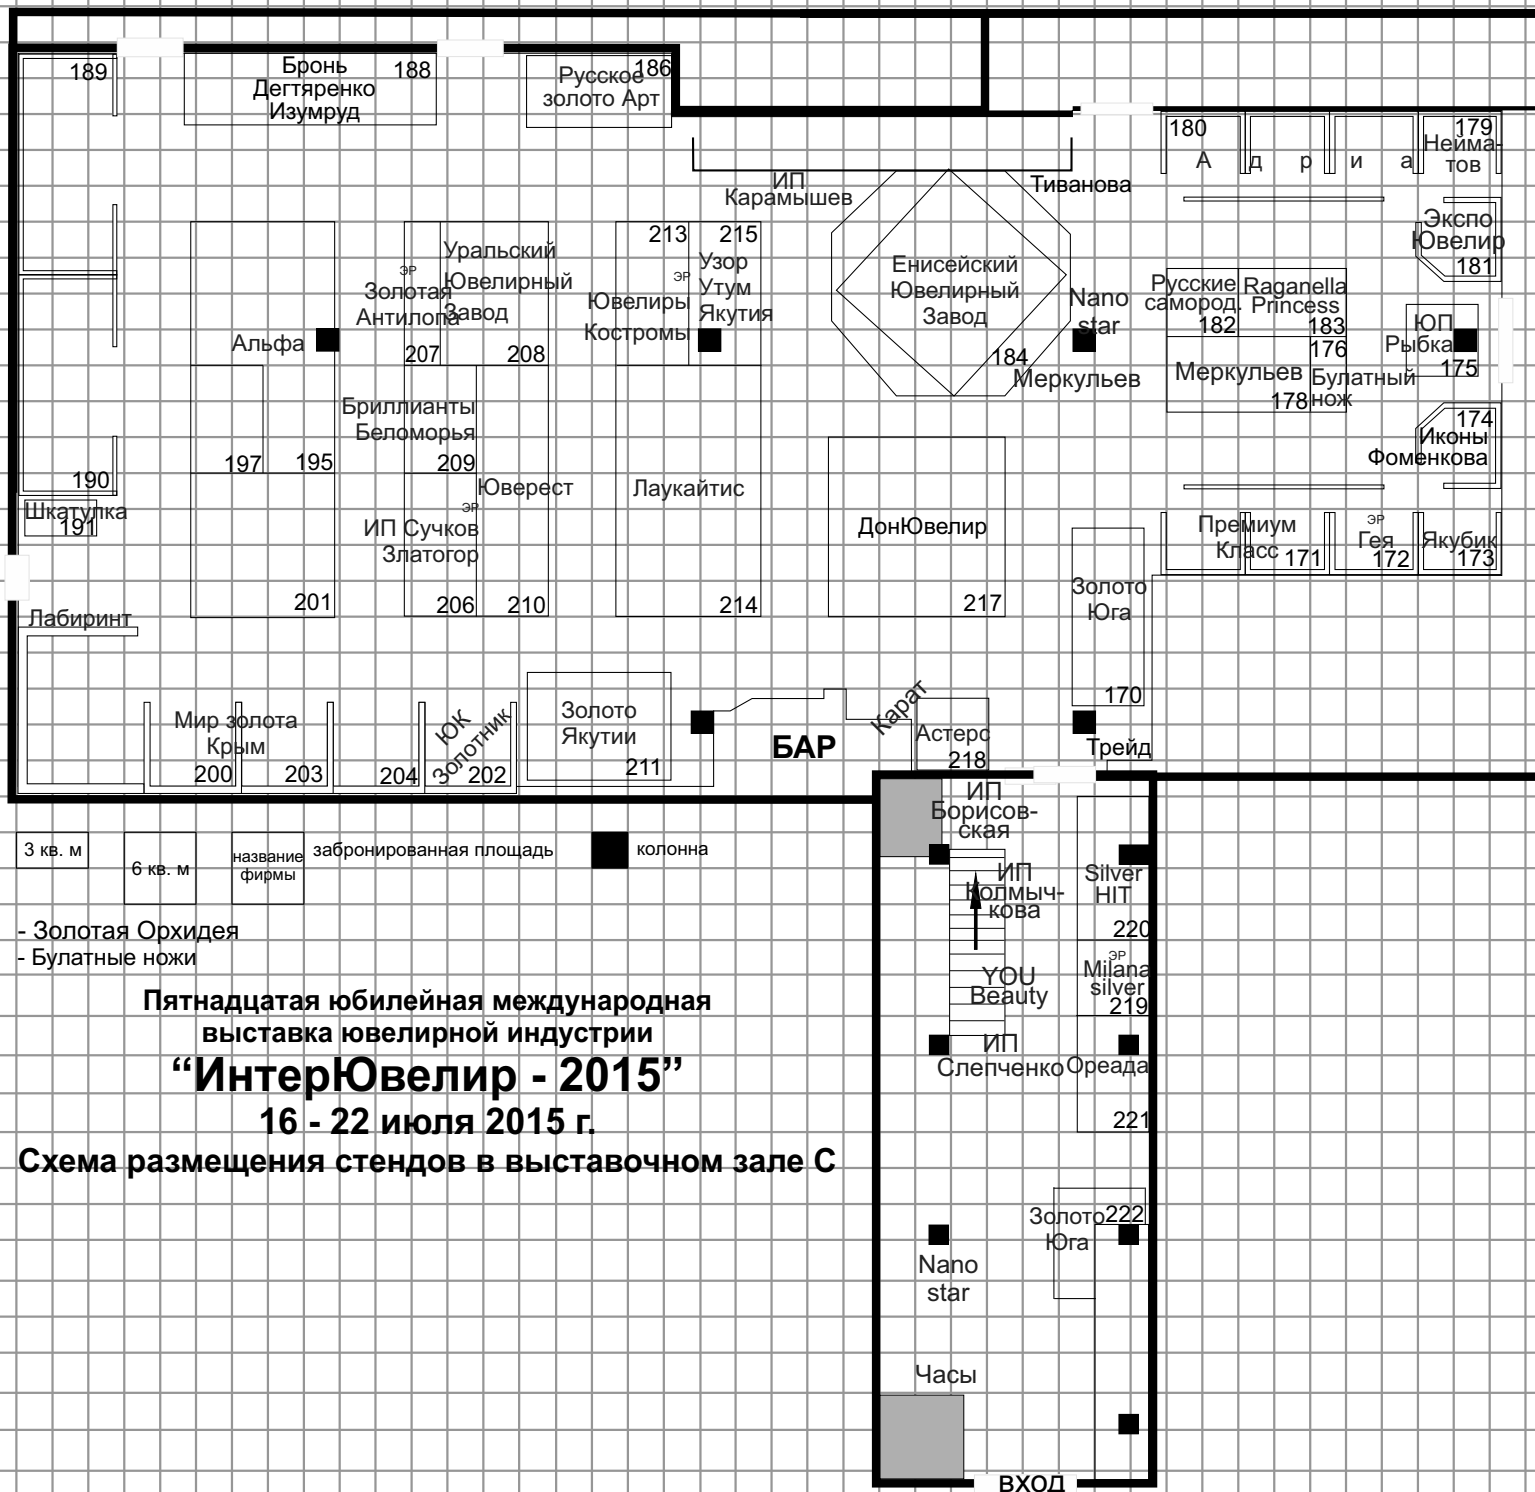 189
Бронь
Дегтяренко
Изумруд
188
Русское
золото Арт
186
ИП
Карамышев
Тиванова
180
Адриа
179
Нейма-
тов
Экспо
Ювелир
181
Альфа
197
195
201
эр
Золотая
Антилопа
207
Уральский
Ювелирный
Завод
208
213
эр
Ювелиры
Костромы
215
Узор
Утум
Якутия
Енисейский
Ювелирный
Завод
184
Nano
star
Меркульев
Русские
самород.
182
Raganella
Princess
183
Меркульев
178
176
Булатный
нож
ЮП
Рыбка
175
174
Иконы
Фоменкова
190
Шкатулка
191
Бриллианты
Беломорья
209
Юверест
210
эр
ИП Сучков
Златогор
206
Лаукайтис
214
ДонЮвелир
217
Золото
Юга
170
Премиум
Класс
171
эр
Гея
172
Якубик
173
Лабиринт
Мир золота
Крым
200
203
204
ЮК
Золотник
202
Золото
Якутии
211
БАР
Карат
Астерс
218
Трейд
ИП
Борисов-
ская
ИП
Колмыч-
кова
YOU
Beauty
ИП
Слепченко
Silver
HIT
220
эр
Milana
silver
219
Ореада
221
Золото
Юга
222
Nano
star
Часы
ВХОД
3 кв. м
6 кв. м
название
фирмы
забронированная площадь
колонна
- Золотая Орхидея
- Булатные ножи
Пятнадцатая юбилейная международная
выставка ювелирной индустрии
“ИнтерЮвелир - 2015”
16 - 22 июля 2015 г.
Схема размещения стендов в выставочном зале С